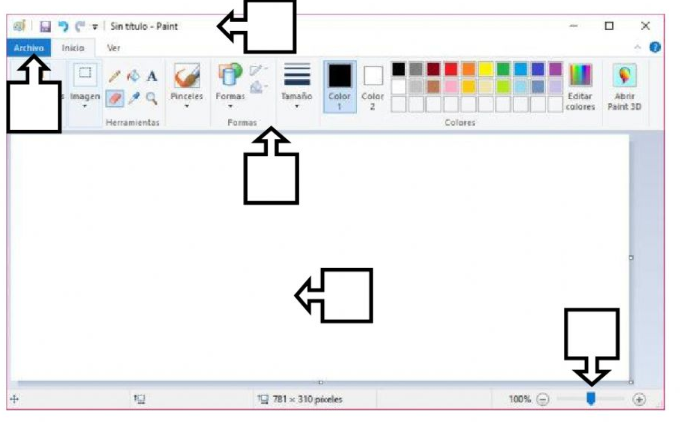 Sin título - Paint
Archivo Inicio Ver
Imagen Pinceles Formas Tamaño Color 1 Color 2 Editar colores Abrir Paint 3D
Herramientas Formas Colores
781 × 310 píxeles 100%